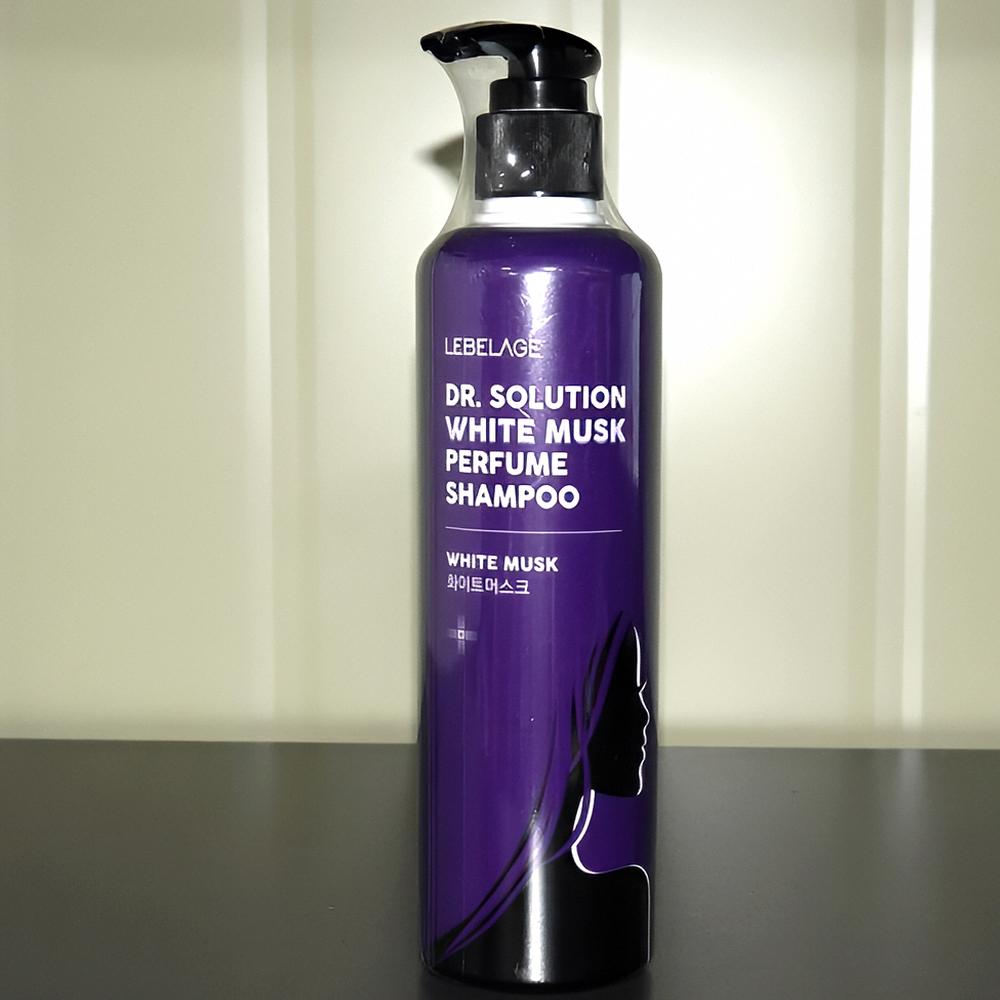 LEBELAGE
DR. SOLUTION
WHITE MUSK
PERFUME
SHAMPOO
WHITE MUSK
화이트머스크